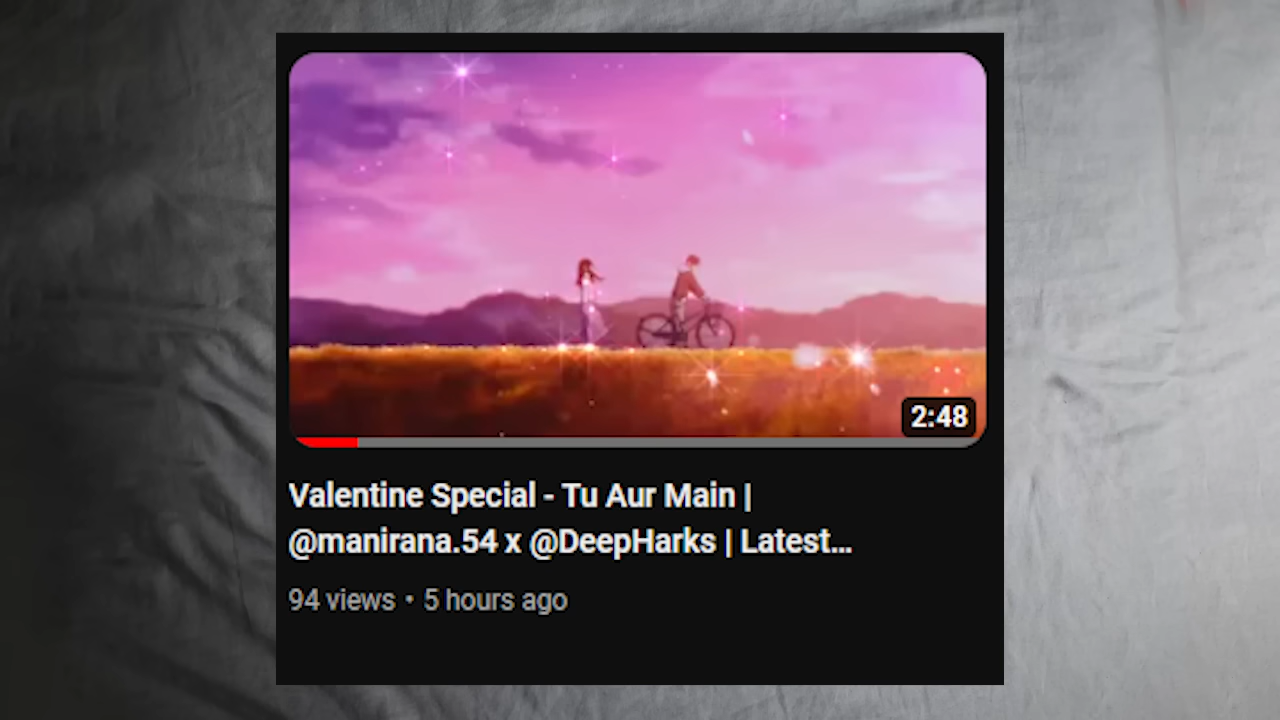 2:48
Valentine Special - Tu Aur Main |
@manirana.54 x @DeepHarks | Latest...
94 views • 5 hours ago